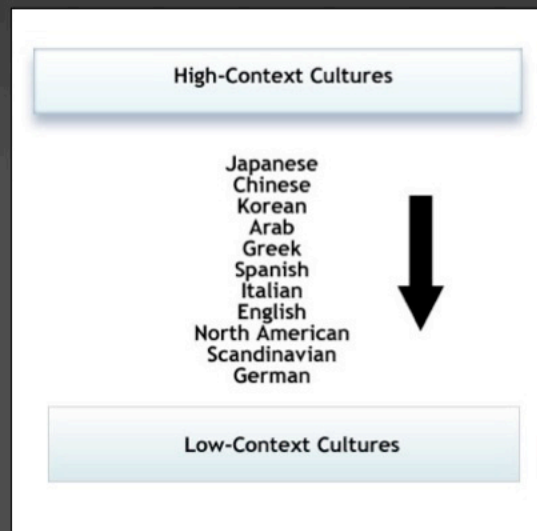 High-Context Cultures
Japanese
Chinese
Korean
Arab
Greek
Spanish
Italian
English
North American
Scandinavian
German
Low-Context Cultures